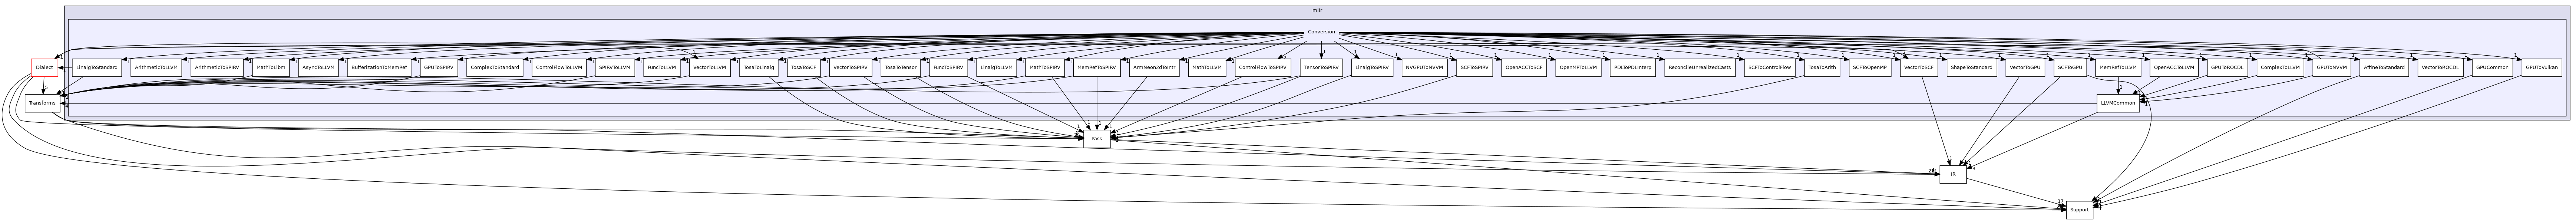 mlir
Conversion
Dialect
LinalgToStandard
ArithmeticToLLVM
ArithmeticToSPIRV
MathToLibm
AsyncToLLVM
BufferizationToMemRef
GPUToSPIRV
ComplexToStandard
ControlFlowToLLVM
SPIRVToLLVM
FuncToLLVM
VectorToLLVM
TosaToLinalg
TosaToSCF
VectorToSPIRV
TosaToTensor
FuncToSPIRV
LinalgToLLVM
MathToSPIRV
MemRefToSPIRV
ArmNeon2dToIntr
MathToLLVM
ControlFlowToSPIRV
TensorToSPIRV
LinalgToSPIRV
NVGPUToNVVM
SCFToSPIRV
OpenACCToSCF
OpenMPToLLVM
PDLToPDLInterp
ReconcileUnrealizedCasts
SCFToControlFlow
TosaToArith
SCFToOpenMP
VectorToSCF
ShapeToStandard
VectorToGPU
SCFToGPU
MemRefToLLVM
OpenACCToLLVM
GPUToROCDL
ComplexToLLVM
GPUToNVVM
AffineToStandard
VectorToROCDL
GPUCommon
GPUToVulkan
Transforms
LLVMCommon
Pass
IR
Support